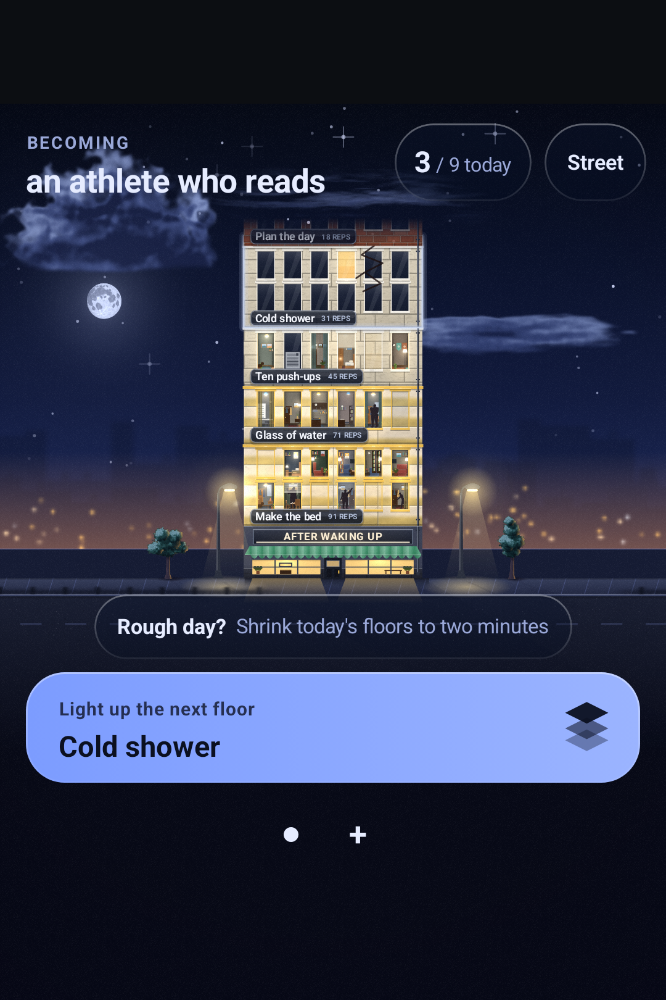 BECOMING
an athlete who reads
3 / 9 today
Street
Plan the day 18 REPS
Cold shower 31 REPS
Ten push-ups 45 REPS
Glass of water 71 REPS
Make the bed 91 REPS
AFTER WAKING UP
Rough day? Shrink today's floors to two minutes
Light up the next floor
Cold shower
+